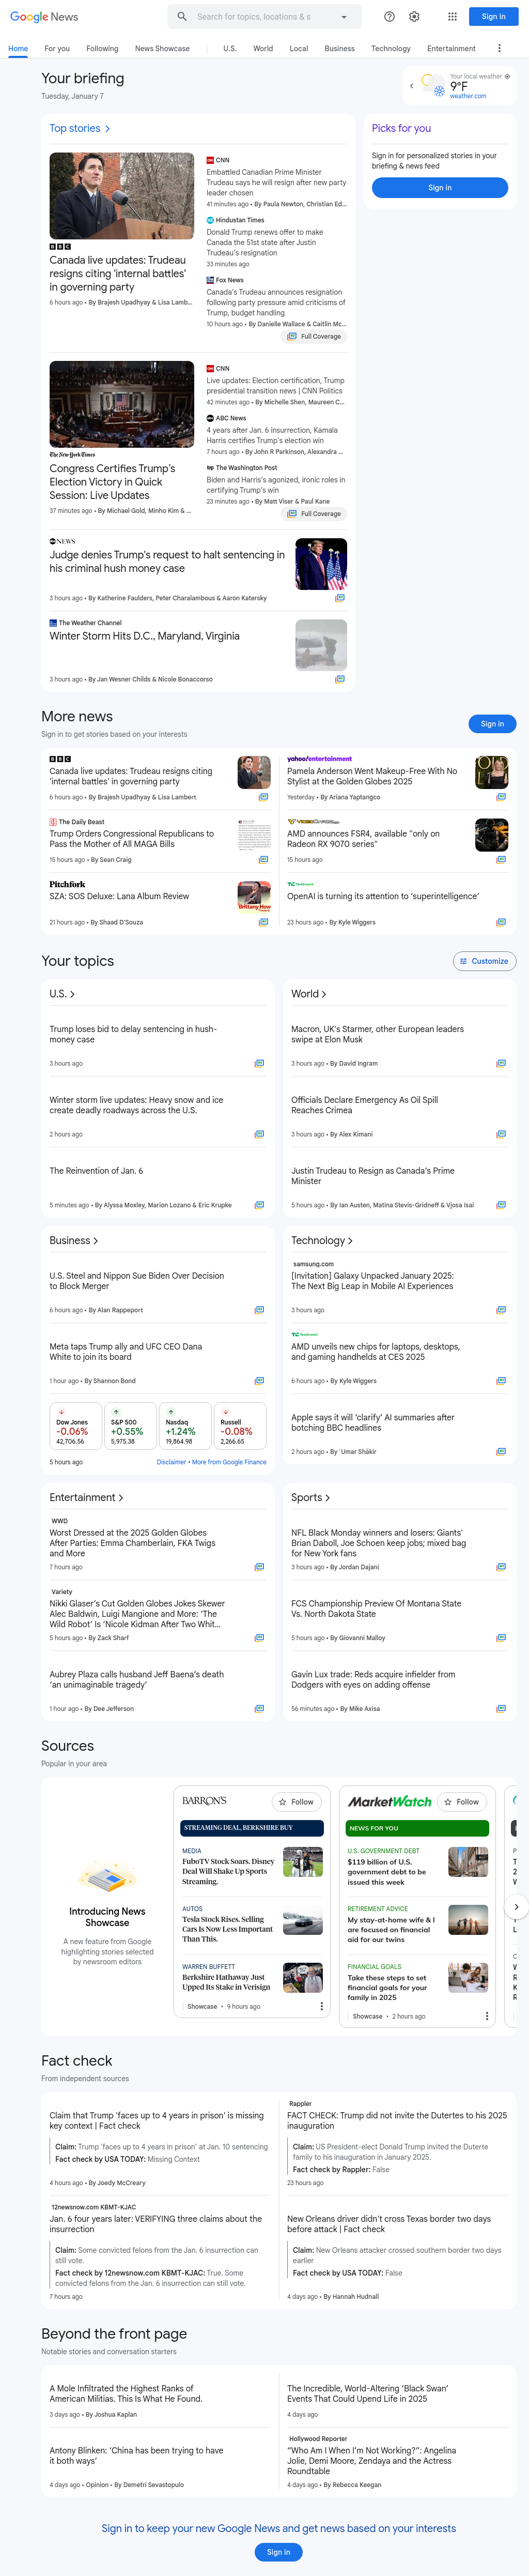 Google News
Search for topics, locations & s
Sign in
Home
For you
Following
News Showcase
U.S.
World
Local
Business
Technology
Entertainment
Your briefing
Tuesday, January 7
Your local weather
9°F
weather.com
Top stories
BBC
Canada live updates: Trudeau
resigns citing 'internal battles'
in governing party
6 hours ago • By Brajesh Upadhyay & Lisa Lamb...
CNN
Embattled Canadian Prime Minister
Trudeau says he will resign after new party
leader chosen
41 minutes ago • By Paula Newton, Christian Ed...
Hindustan Times
Donald Trump renews offer to make
Canada the 51st state after Justin
Trudeau's resignation
33 minutes ago
Fox News
Canada's Trudeau announces resignation
following party pressure amid criticisms of
Trump, budget handling
10 hours ago • By Danielle Wallace & Caitlin Mc...
Full Coverage
The New York Times
Congress Certifies Trump's
Election Victory in Quick
Session: Live Updates
37 minutes ago • By Michael Gold, Minho Kim & ...
CNN
Live updates: Election certification, Trump
presidential transition news | CNN Politics
42 minutes ago • By Michelle Shen, Maureen C...
ABC News
4 years after Jan. 6 insurrection, Kamala
Harris certifies Trump's election win
7 hours ago • By John R Parkinson, Alexandra ...
The Washington Post
Biden and Harris's agonized, ironic roles in
certifying Trump's win
23 minutes ago • By Matt Viser & Paul Kane
Full Coverage
NEWS
Judge denies Trump's request to halt sentencing in
his criminal hush money case
3 hours ago • By Katherine Faulders, Peter Charalambous & Aaron Katersky
The Weather Channel
Winter Storm Hits D.C., Maryland, Virginia
3 hours ago • By Jan Wesner Childs & Nicole Bonaccorso
Picks for you
Sign in for personalized stories in your
briefing & news feed
Sign in
More news
Sign in to get stories based on your interests
Sign in
BBC
Canada live updates: Trudeau resigns citing
'internal battles' in governing party
6 hours ago • By Brajesh Upadhyay & Lisa Lambert
yahoo!entertainment
Pamela Anderson Went Makeup-Free With No
Stylist at the Golden Globes 2025
Yesterday • By Ariana Yaptangco
The Daily Beast
Trump Orders Congressional Republicans to
Pass the Mother of All MAGA Bills
15 hours ago • By Sean Craig
VIDEOCARDZ
AMD announces FSR4, available "only on
Radeon RX 9070 series"
15 hours ago
Pitchfork
SZA: SOS Deluxe: Lana Album Review
21 hours ago • By Shaad D'Souza
Brittany How
TechCrunch
OpenAI is turning its attention to 'superintelligence'
23 hours ago • By Kyle Wiggers
Your topics
Customize
U.S.
Trump loses bid to delay sentencing in hush-
money case
3 hours ago
Winter storm live updates: Heavy snow and ice
create deadly roadways across the U.S.
2 hours ago
The Reinvention of Jan. 6
5 minutes ago • By Alyssa Moxley, Marion Lozano & Eric Krupke
World
Macron, UK's Starmer, other European leaders
swipe at Elon Musk
3 hours ago • By David Ingram
Officials Declare Emergency As Oil Spill
Reaches Crimea
3 hours ago • By Alex Kimani
Justin Trudeau to Resign as Canada's Prime
Minister
5 hours ago • By Ian Austen, Matina Stevis-Gridneff & Vjosa Isai
Business
U.S. Steel and Nippon Sue Biden Over Decision
to Block Merger
6 hours ago • By Alan Rappeport
Meta taps Trump ally and UFC CEO Dana
White to join its board
1 hour ago • By Shannon Bond
Dow Jones
-0.06%
42,706.56
S&P 500
+0.55%
5,975.38
Nasdaq
+1.24%
19,864.98
Russell
-0.08%
2,266.65
5 hours ago
Disclaimer • More from Google Finance
Technology
samsung.com
[Invitation] Galaxy Unpacked January 2025:
The Next Big Leap in Mobile AI Experiences
3 hours ago
TechCrunch
AMD unveils new chips for laptops, desktops,
and gaming handhelds at CES 2025
6 hours ago • By Kyle Wiggers
Apple says it will 'clarify' AI summaries after
botching BBC headlines
2 hours ago • By ʿUmar Shākir
Entertainment
WWD
Worst Dressed at the 2025 Golden Globes
After Parties: Emma Chamberlain, FKA Twigs
and More
7 hours ago
Variety
Nikki Glaser's Cut Golden Globes Jokes Skewer
Alec Baldwin, Luigi Mangione and More: 'The
Wild Robot' Is 'Nicole Kidman After Two Whit...
5 hours ago • By Zack Sharf
Aubrey Plaza calls husband Jeff Baena's death
'an unimaginable tragedy'
1 hour ago • By Dee Jefferson
Sports
NFL Black Monday winners and losers: Giants'
Brian Daboll, Joe Schoen keep jobs; mixed bag
for New York fans
3 hours ago • By Jordan Dajani
FCS Championship Preview Of Montana State
Vs. North Dakota State
5 hours ago • By Giovanni Malloy
Gavin Lux trade: Reds acquire infielder from
Dodgers with eyes on adding offense
56 minutes ago • By Mike Axisa
Sources
Popular in your area
Introducing News
Showcase
A new feature from Google
highlighting stories selected
by newsroom editors
BARRON'S
Follow
STREAMING DEAL, BERKSHIRE BUY
MEDIA
FuboTV Stock Soars. Disney
Deal Will Shake Up Sports
Streaming.
AUTOS
Tesla Stock Rises. Selling
Cars Is Now Less Important
Than This.
WARREN BUFFETT
Berkshire Hathaway Just
Upped Its Stake in Verisign
Showcase • 9 hours ago
MarketWatch
Follow
NEWS FOR YOU
U.S. GOVERNMENT DEBT
$119 billion of U.S.
government debt to be
issued this week
RETIREMENT ADVICE
My stay-at-home wife & I
are focused on financial
aid for our twins
FINANCIAL GOALS
Take these steps to set
financial goals for your
family in 2025
Showcase • 2 hours ago
Fact check
From independent sources
Claim that Trump 'faces up to 4 years in prison' is missing
key context | Fact check
Claim: Trump 'faces up to 4 years in prison' at Jan. 10 sentencing
Fact check by USA TODAY: Missing Context
4 hours ago • By Joedy McCreary
Rappler
FACT CHECK: Trump did not invite the Dutertes to his 2025
inauguration
Claim: US President-elect Donald Trump invited the Duterte
family to his inauguration in January 2025.
Fact check by Rappler: False
23 hours ago
12newsnow.com KBMT-KJAC
Jan. 6 four years later: VERIFYING three claims about the
insurrection
Claim: Some convicted felons from the Jan. 6 insurrection can
still vote.
Fact check by 12newsnow.com KBMT-KJAC: True. Some
convicted felons from the Jan. 6 insurrection can still vote.
7 hours ago
New Orleans driver didn't cross Texas border two days
before attack | Fact check
Claim: New Orleans attacker crossed southern border two days
earlier
Fact check by USA TODAY: False
4 days ago • By Hannah Hudnall
Beyond the front page
Notable stories and conversation starters
A Mole Infiltrated the Highest Ranks of
American Militias. This Is What He Found.
3 days ago • By Joshua Kaplan
The Incredible, World-Altering 'Black Swan'
Events That Could Upend Life in 2025
4 days ago
Antony Blinken: 'China has been trying to have
it both ways'
4 days ago • Opinion • By Demetri Sevastopulo
Hollywood Reporter
"Who Am I When I'm Not Working?": Angelina
Jolie, Demi Moore, Zendaya and the Actress
Roundtable
4 days ago • By Rebecca Keegan
Sign in to keep your new Google News and get news based on your interests
Sign in